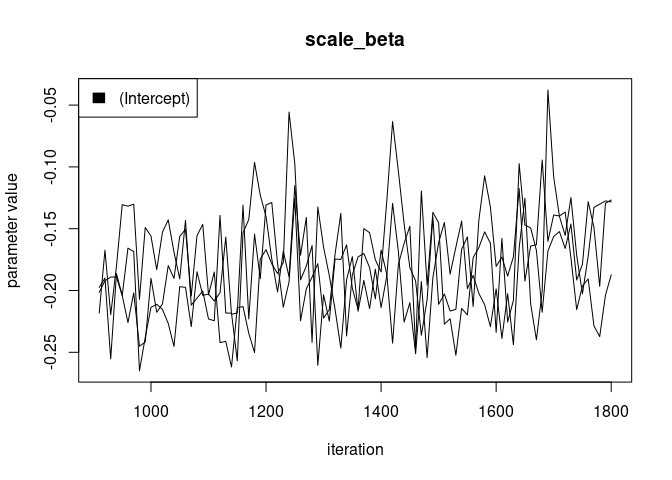 scale_beta
(Intercept)
parameter value
-0.05
-0.10
-0.15
-0.20
-0.25
1000 1200 1400 1600 1800
iteration